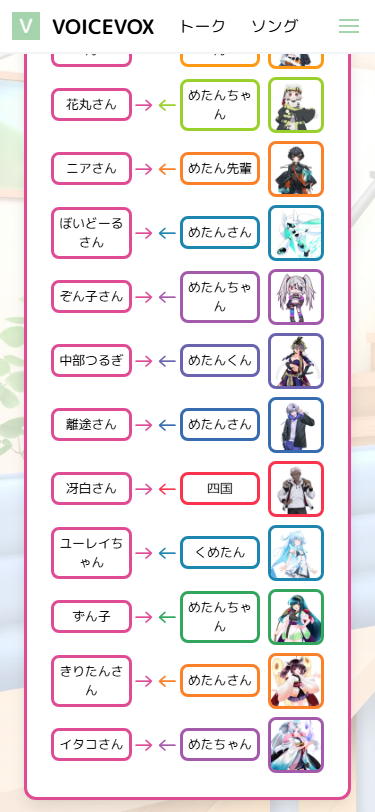 V VOICEVOX トーク ソング
ん ん
花丸さん → ← めたんちゃ
ん
ニアさん → ← めたん先輩
ぼいどーる
さん → ← めたんさん
ぞん子さん → ← めたんちゃ
ん
中部つるぎ → ← めたんくん
離途さん → ← めたんさん
冴白さん → ← 四国
ユーレイち
ゃん → ← くめたん
ずん子 → ← めたんちゃ
ん
きりたんさ
ん → ← めたんさん
イタコさん → ← めたちゃん